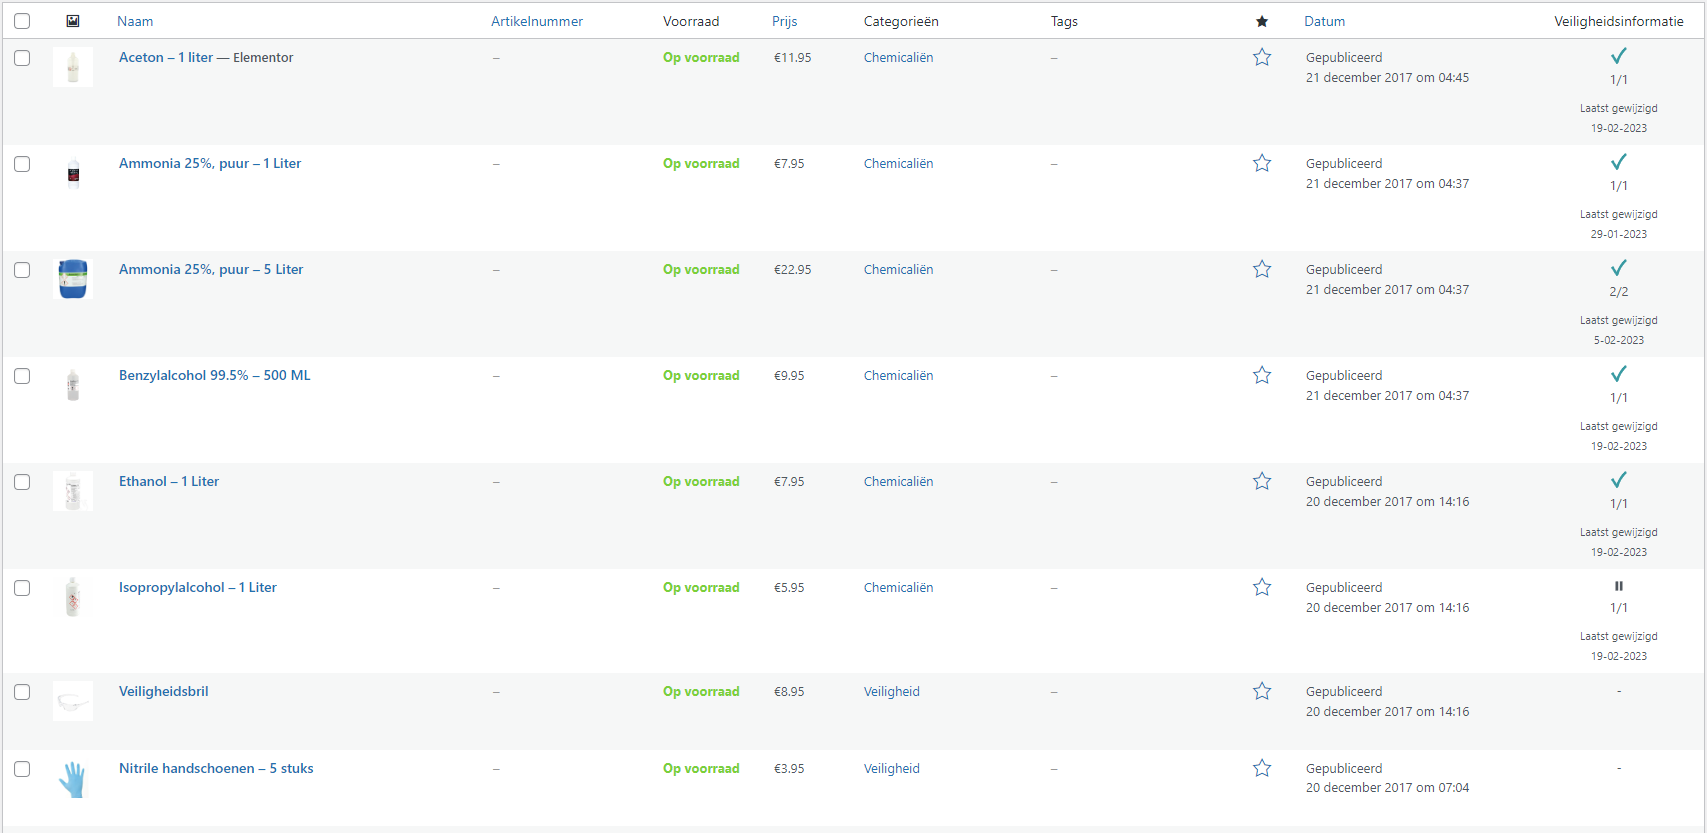 Naam Artikelnummer Voorraad Prijs Categorieën Tags Datum Veiligheidsinformatie
Aceton – 1 liter — Elementor – Op voorraad €11.95 Chemicaliën – Gepubliceerd
21 december 2017 om 04:45 1/1
Laatst gewijzigd
19-02-2023
Ammonia 25%, puur – 1 Liter – Op voorraad €7.95 Chemicaliën – Gepubliceerd
21 december 2017 om 04:37 1/1
Laatst gewijzigd
29-01-2023
Ammonia 25%, puur – 5 Liter – Op voorraad €22.95 Chemicaliën – Gepubliceerd
21 december 2017 om 04:37 2/2
Laatst gewijzigd
5-02-2023
Benzylalcohol 99.5% – 500 ML – Op voorraad €9.95 Chemicaliën – Gepubliceerd
21 december 2017 om 04:37 1/1
Laatst gewijzigd
19-02-2023
Ethanol – 1 Liter – Op voorraad €7.95 Chemicaliën – Gepubliceerd
20 december 2017 om 14:16 1/1
Laatst gewijzigd
19-02-2023
Isopropylalcohol – 1 Liter – Op voorraad €5.95 Chemicaliën – Gepubliceerd
20 december 2017 om 14:16 1/1
Laatst gewijzigd
19-02-2023
Veiligheidsbril – Op voorraad €8.95 Veiligheid – Gepubliceerd -
20 december 2017 om 14:16
Nitrile handschoenen – 5 stuks – Op voorraad €3.95 Veiligheid – Gepubliceerd -
20 december 2017 om 07:04